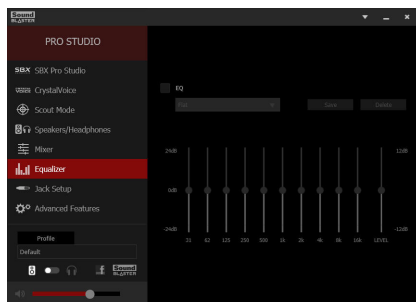 Sound
BLASTER
PRO STUDIO
SBX SBX Pro Studio
CrystalVoice
Scout Mode
Speakers/Headphones
Mixer
Equalizer
Jack Setup
Advanced Features
Profile
Default
Sound
BLASTER
EQ
Flat
Save
Delete
24dB
12dB
0dB
-24dB
-12dB
31 62 125 250 500 1k 2k 4k 8k 16k LEVEL